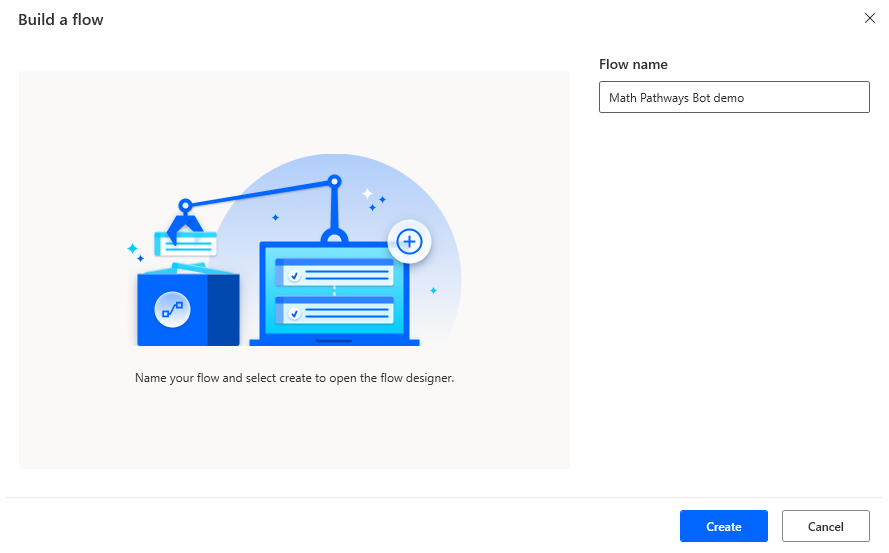 Build a flow
Flow name
Math Pathways Bot demo
Name your flow and select create to open the flow designer.
Create
Cancel